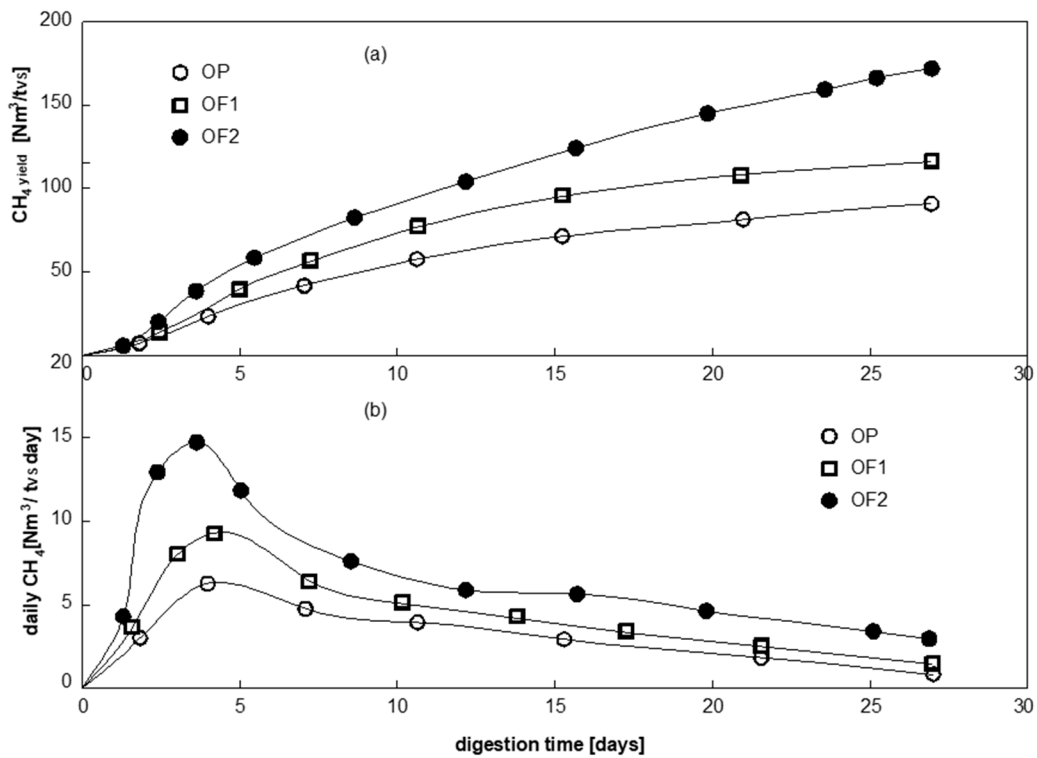 200
(a)
OP
150
OF1
OF2
CH4 yield [Nm³/tvs]
100
50
20
0 5 10 15 20 25 30
(b)
15
OP
OF1
OF2
daily CH4[Nm³/ tvs day]
10
5
0
0 5 10 15 20 25 30
digestion time [days]